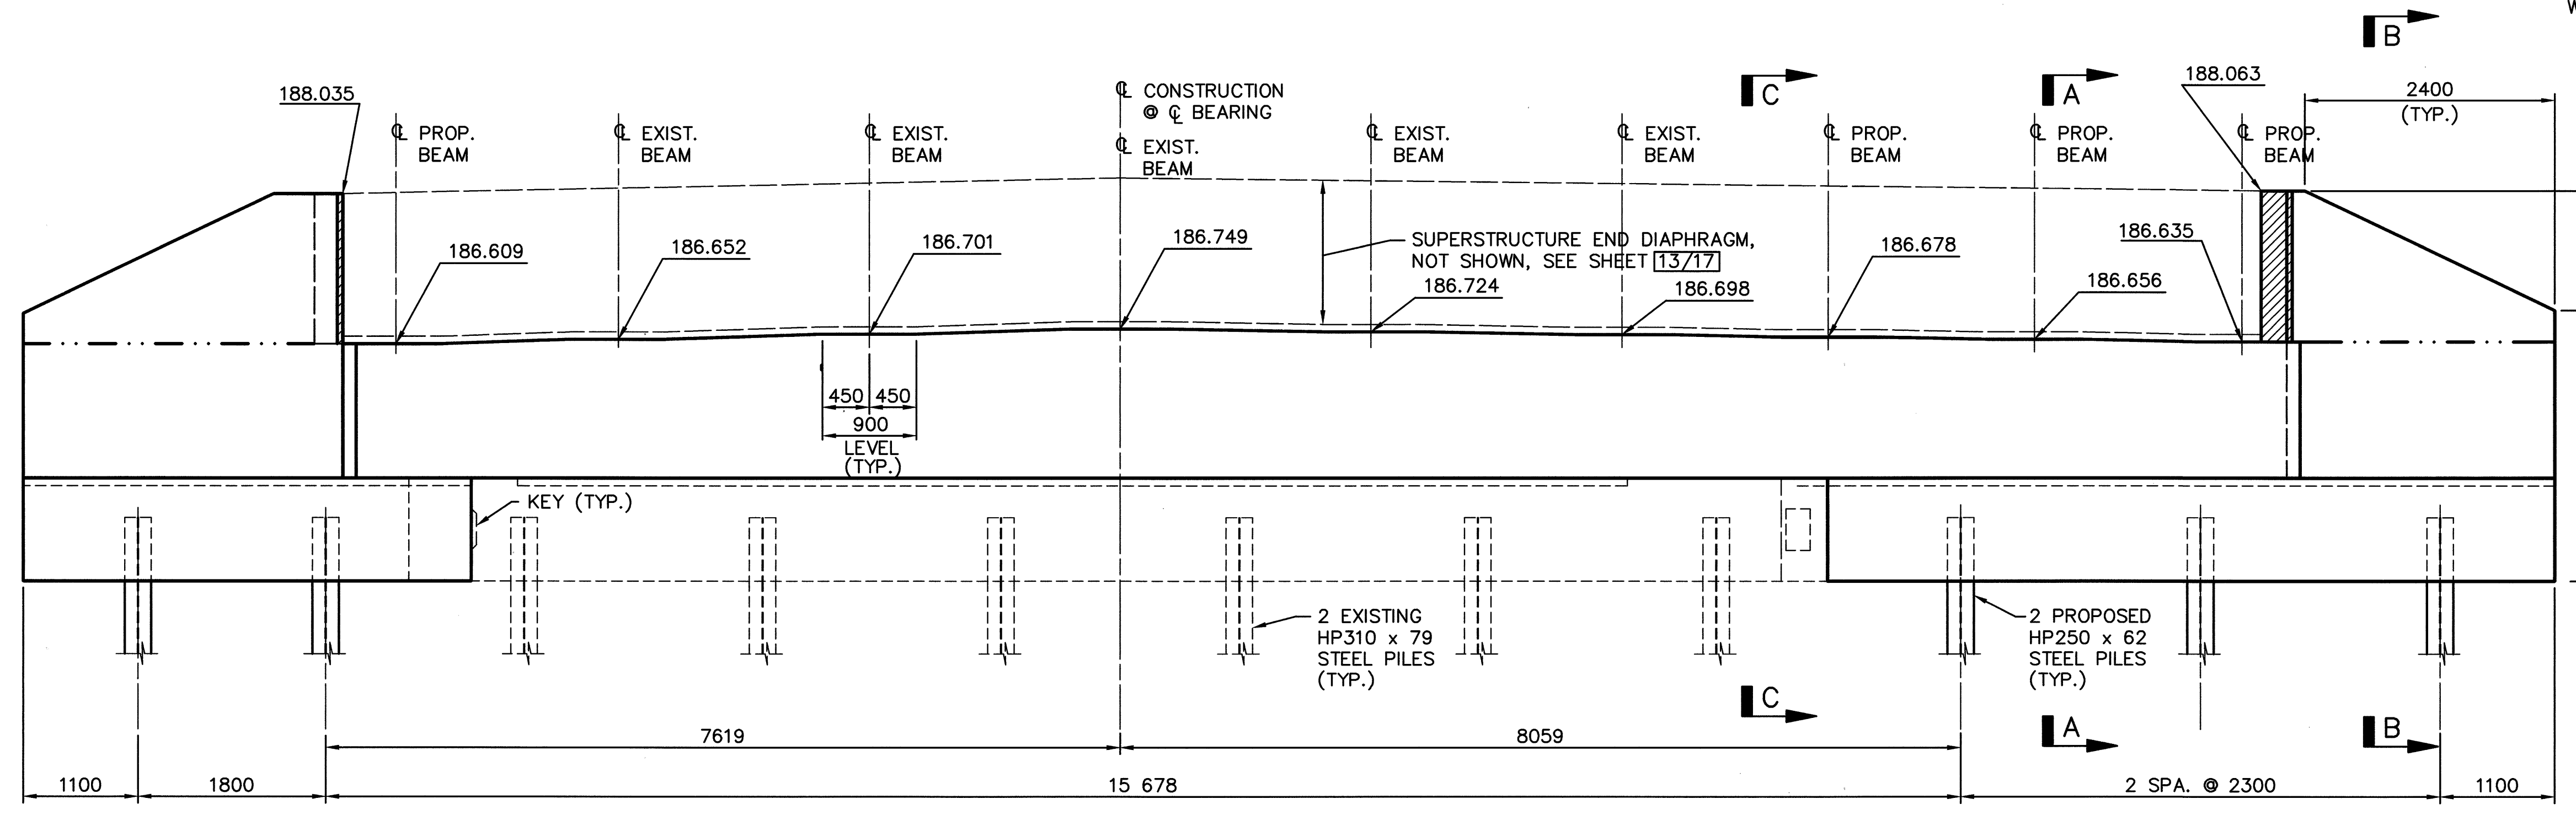 B
C
A
188.063
2400
(TYP.)
188.035
℄ CONSTRUCTION
@ ℄ BEARING
℄ PROP.
BEAM
℄ EXIST.
BEAM
℄ EXIST.
BEAM
℄ EXIST.
BEAM
℄ EXIST.
BEAM
℄ EXIST.
BEAM
℄ PROP.
BEAM
℄ PROP.
BEAM
℄ PROP.
BEAM
186.609
186.652
186.701
186.749
SUPERSTRUCTURE END DIAPHRAGM,
NOT SHOWN, SEE SHEET 13/17
186.724
186.698
186.678
186.656
186.635
450 450
900
LEVEL
(TYP.)
KEY (TYP.)
2 EXISTING
HP310 x 79
STEEL PILES
(TYP.)
2 PROPOSED
HP250 x 62
STEEL PILES
(TYP.)
C
A
B
7619
8059
1100
1800
15 678
2 SPA. @ 2300
1100